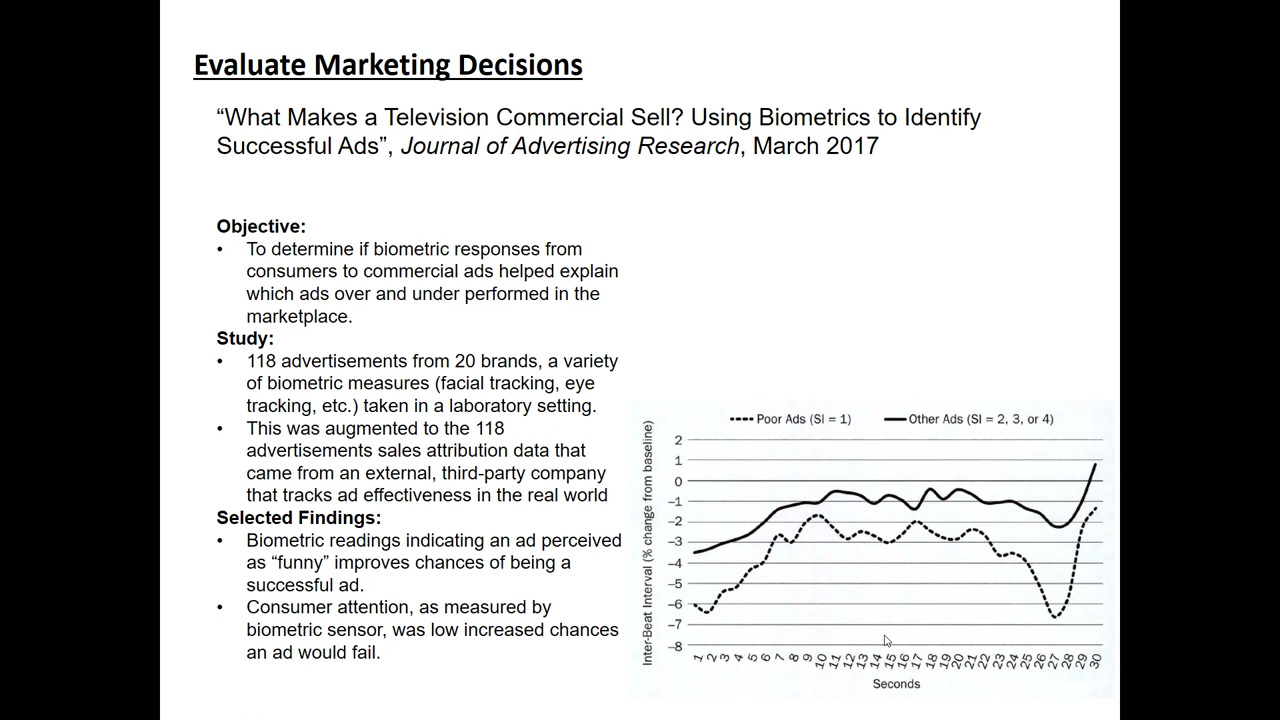 Evaluate Marketing Decisions
“What Makes a Television Commercial Sell? Using Biometrics to Identify
Successful Ads”, Journal of Advertising Research, March 2017
Objective:
• To determine if biometric responses from
consumers to commercial ads helped explain
which ads over and under performed in the
marketplace.
Study:
• 118 advertisements from 20 brands, a variety
of biometric measures (facial tracking, eye
tracking, etc.) taken in a laboratory setting.
• This was augmented to the 118
advertisements sales attribution data that
came from an external, third-party company
that tracks ad effectiveness in the real world
Selected Findings:
• Biometric readings indicating an ad perceived
as “funny” improves chances of being a
successful ad.
• Consumer attention, as measured by
biometric sensor, was low increased chances
an ad would fail.
Poor Ads (SI = 1) Other Ads (SI = 2, 3, or 4)
Inter-Beat Interval (% change from baseline)
2
1
0
−1
−2
−3
−4
−5
−6
−7
−8
1 2 3 4 5 6 7 8 9 10 11 12 13 14 15 16 17 18 19 20 21 22 23 24 25 26 27 28 29 30
Seconds